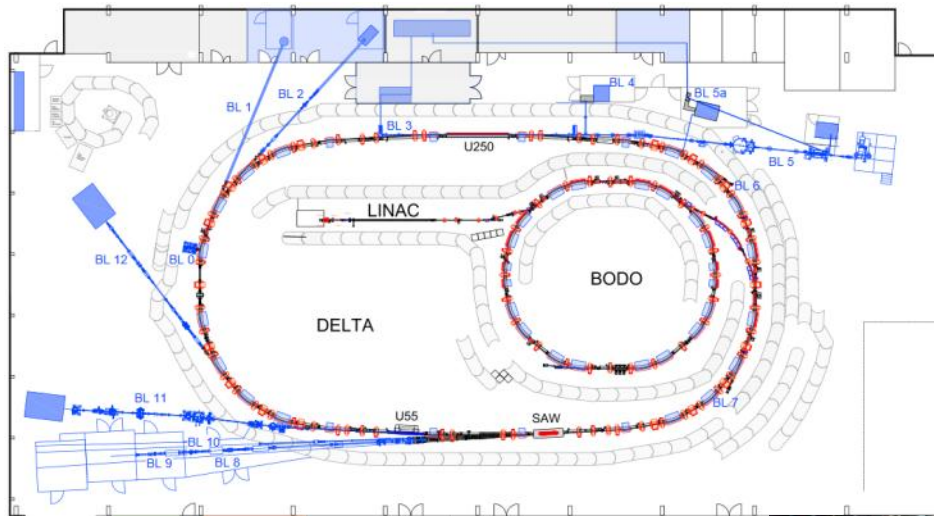 BL 1
BL 2
BL 3
BL 4
BL 5a
U250
BL 5
BL 6
LINAC
BL 0
BL 12
BODO
DELTA
BL 11
U55
SAW
BL 7
BL 10
BL 9
BL 8